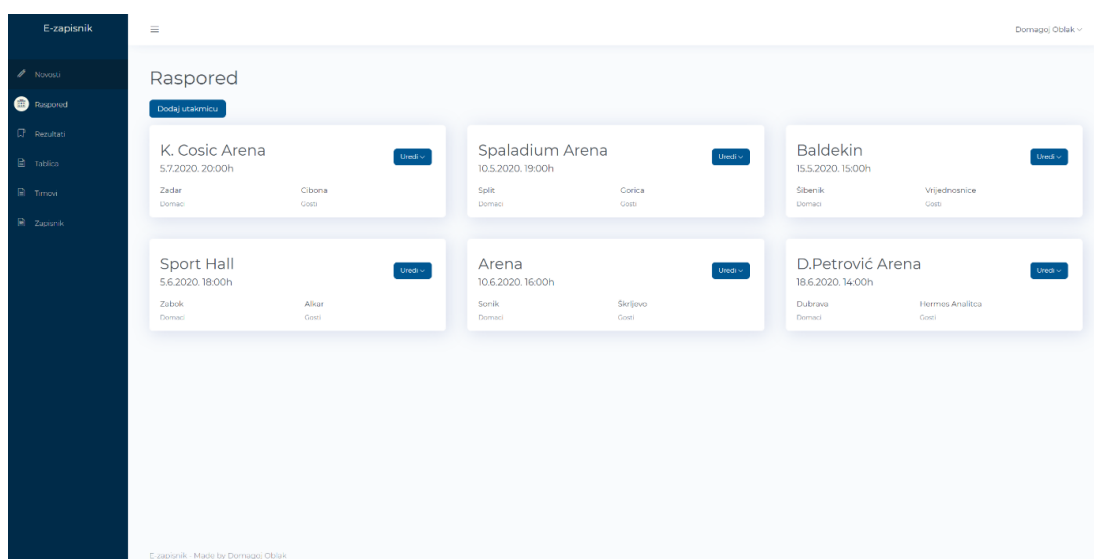 E-zapisnik
Domagoj Oblak
Novosti
Raspored
Rezultati
Tablica
Timovi
Zapisnik
Raspored
Dodaj utakmicu
K. Cosic Arena
Uredi
5.7.2020. 20:00h
Zadar Cibona
Domaci Gosti
Spaladium Arena
Uredi
10.5.2020. 19:00h
Split Gorica
Domaci Gosti
Baldekin
Uredi
15.5.2020. 15:00h
Šibenik Vrijednosnice
Domaci Gosti
Sport Hall
Uredi
5.6.2020. 18:00h
Zabok Alkar
Domaci Gosti
Arena
Uredi
10.6.2020. 16:00h
Sonik Škrljevo
Domaci Gosti
D.Petrović Arena
Uredi
18.6.2020. 14:00h
Dubrava Hermes Analitca
Domaci Gosti
E-zapisnik - Made by Domagoj Oblak